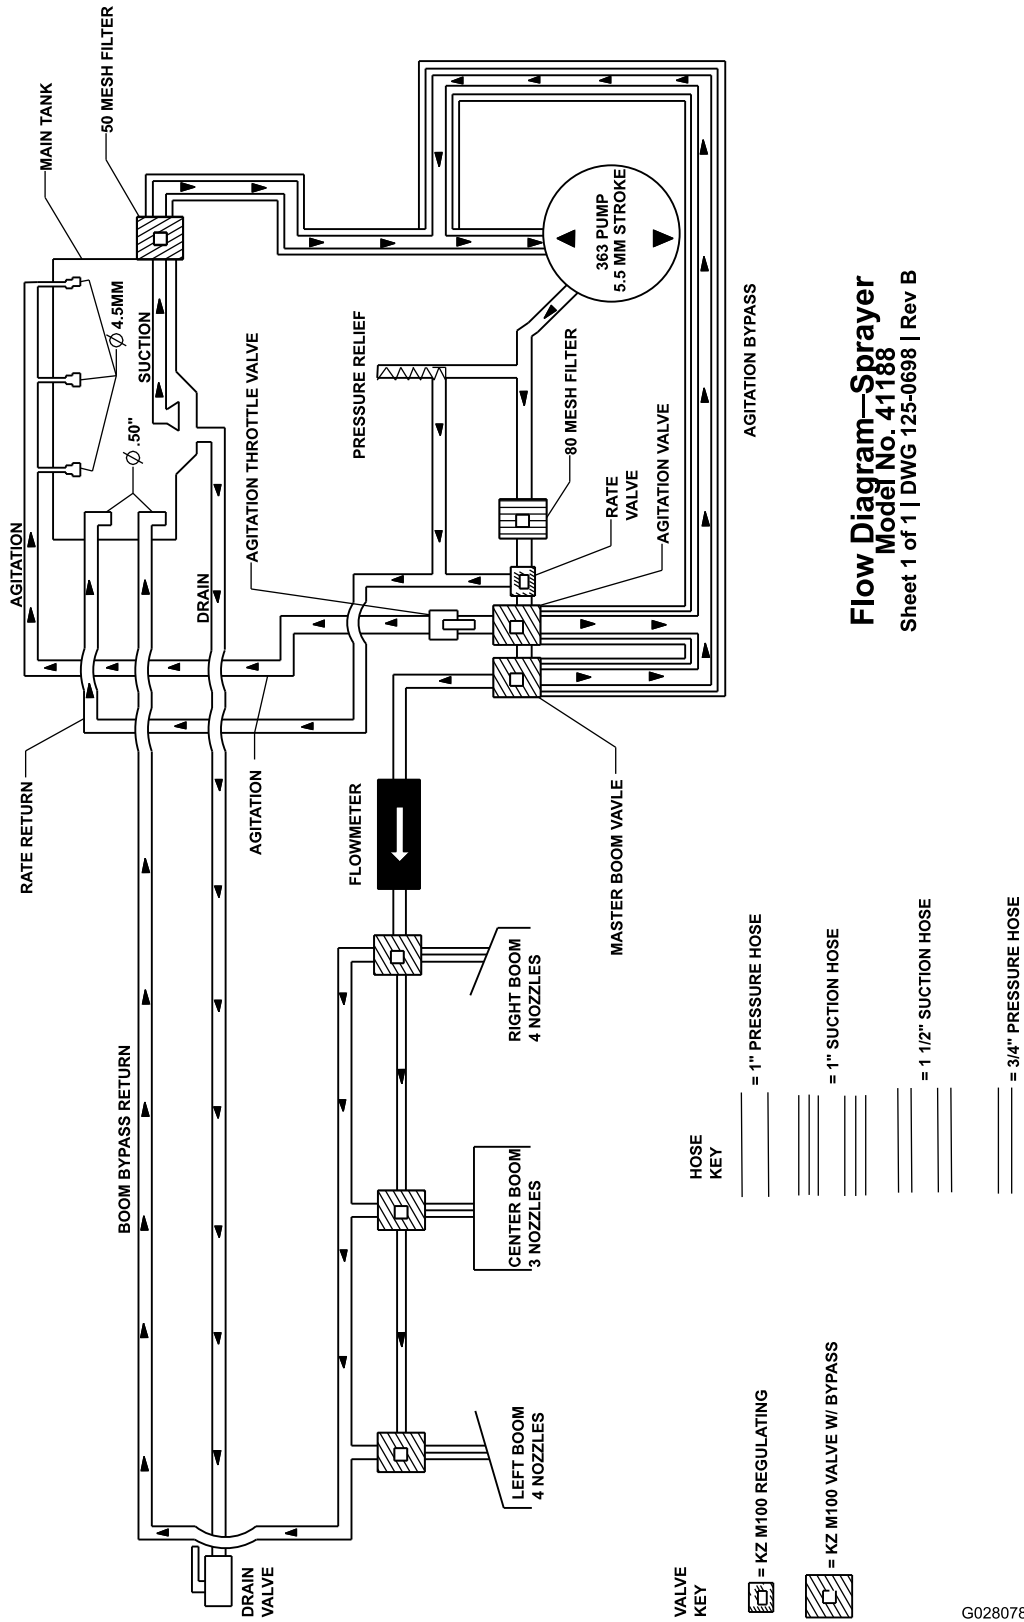 MAIN TANK
50 MESH FILTER
AGITATION
Ø 4.5MM
SUCTION
Ø .50"
DRAIN
AGITATION THROTTLE VALVE
PRESSURE RELIEF
363 PUMP
5.5 MM STROKE
80 MESH FILTER
RATE
VALVE
AGITATION VALVE
AGITATION BYPASS
RATE RETURN
AGITATION
FLOWMETER
MASTER BOOM VAVLE
BOOM BYPASS RETURN
RIGHT BOOM
4 NOZZLES
CENTER BOOM
3 NOZZLES
LEFT BOOM
4 NOZZLES
DRAIN
VALVE
Flow Diagram—Sprayer
Model No. 41188
Sheet 1 of 1 | DWG 125-0698 | Rev B
HOSE
KEY
= 1" PRESSURE HOSE
= 1" SUCTION HOSE
= 1 1/2" SUCTION HOSE
= 3/4" PRESSURE HOSE
VALVE
KEY
= KZ M100 REGULATING
= KZ M100 VALVE W/ BYPASS
G028078